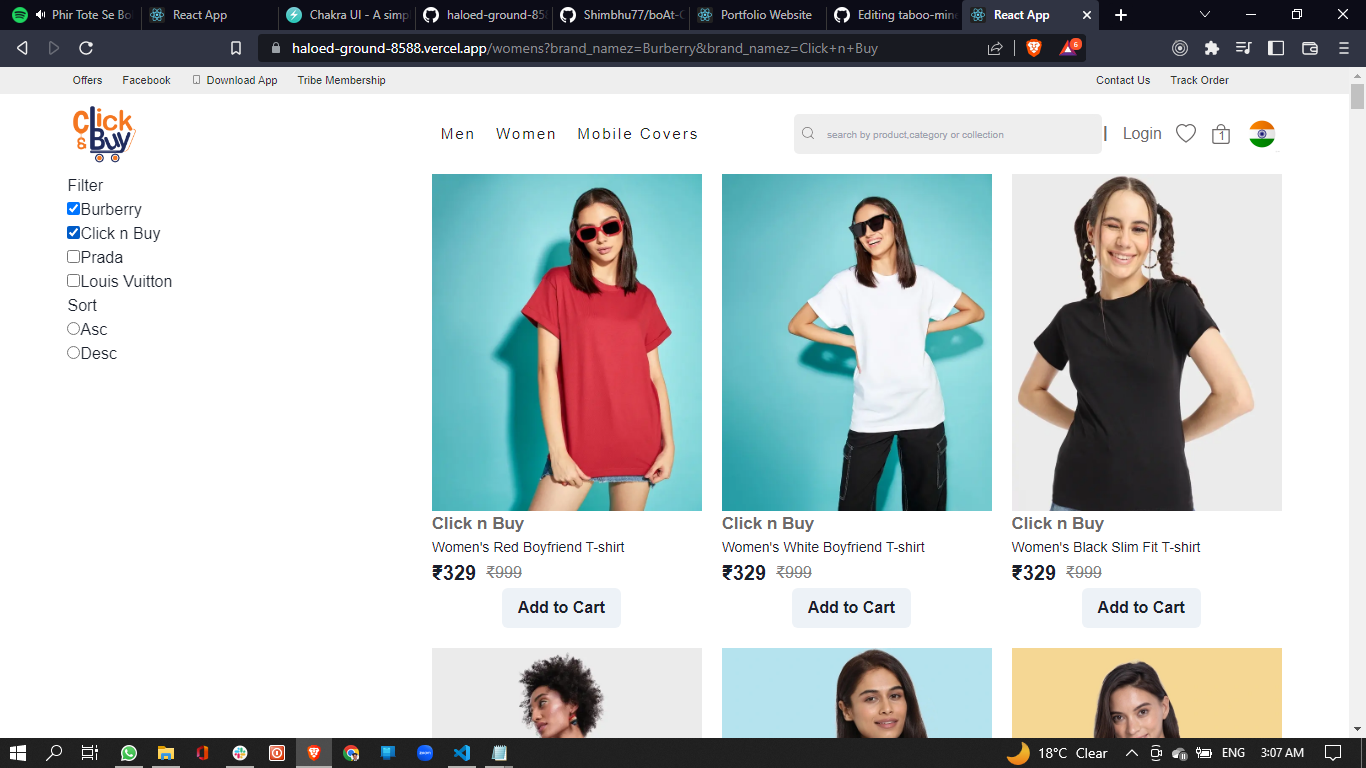 Phir Tote Se Bo
React App
Chakra UI - A simp
haloed-ground-858
Shimbhu77/boAt-C
Portfolio Website
Editing taboo-mine
React App
haloed-ground-8588.vercel.app/womens?brand_namez=Burberry&brand_namez=Click+n+Buy
6
Offers Facebook Download App Tribe Membership Contact Us Track Order
Click & Buy
Men Women Mobile Covers
search by product,category or collection
| Login
1
Filter
Burberry
Click n Buy
Prada
Louis Vuitton
Sort
Asc
Desc
Click n Buy
Women's Red Boyfriend T-shirt
₹329 ₹999
Add to Cart
Click n Buy
Women's White Boyfriend T-shirt
₹329 ₹999
Add to Cart
Click n Buy
Women's Black Slim Fit T-shirt
₹329 ₹999
Add to Cart
18°C Clear
ENG
3:07 AM